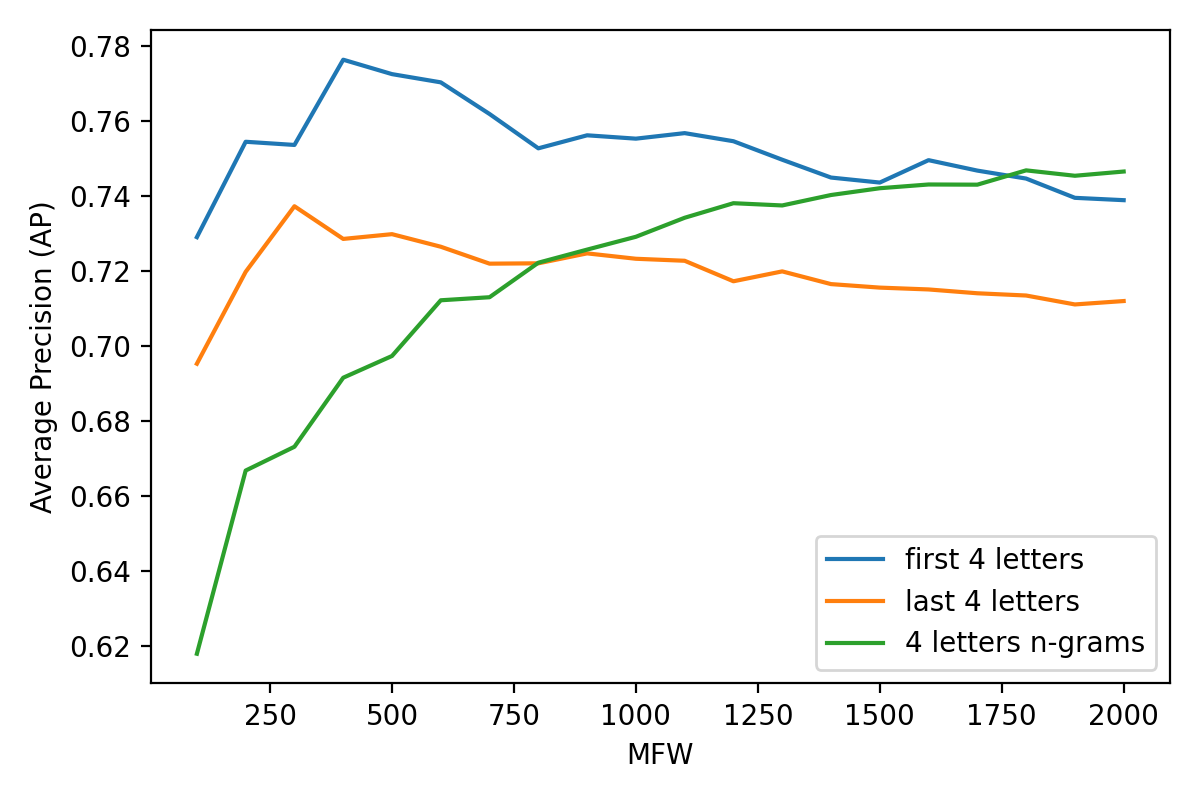 0.78
0.76
0.74
0.72
0.70
0.68
0.66
0.64
0.62
Average Precision (AP)
first 4 letters
last 4 letters
4 letters n-grams
250 500 750 1000 1250 1500 1750 2000
MFW